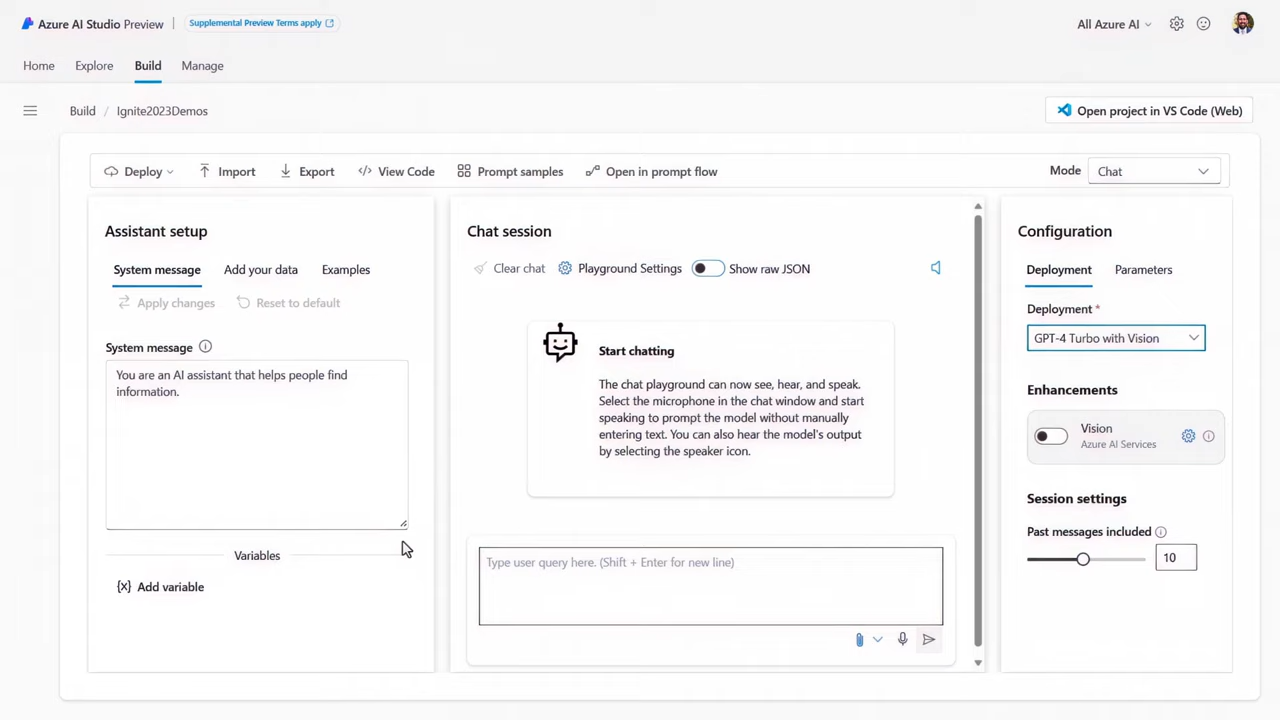 Azure AI Studio Preview
Supplemental Preview Terms apply
All Azure AI
Home
Explore
Build
Manage
Build / Ignite2023Demos
Open project in VS Code (Web)
Deploy
Import
Export
View Code
Prompt samples
Open in prompt flow
Mode
Chat
Assistant setup
System message
Add your data
Examples
Apply changes
Reset to default
System message
You are an AI assistant that helps people find
information.
Variables
{x} Add variable
Chat session
Clear chat
Playground Settings
Show raw JSON
Start chatting
The chat playground can now see, hear, and speak.
Select the microphone in the chat window and start
speaking to prompt the model without manually
entering text. You can also hear the model's output
by selecting the speaker icon.
Type user query here. (Shift + Enter for new line)
Configuration
Deployment
Parameters
Deployment *
GPT-4 Turbo with Vision
Enhancements
Vision
Azure AI Services
Session settings
Past messages included
10